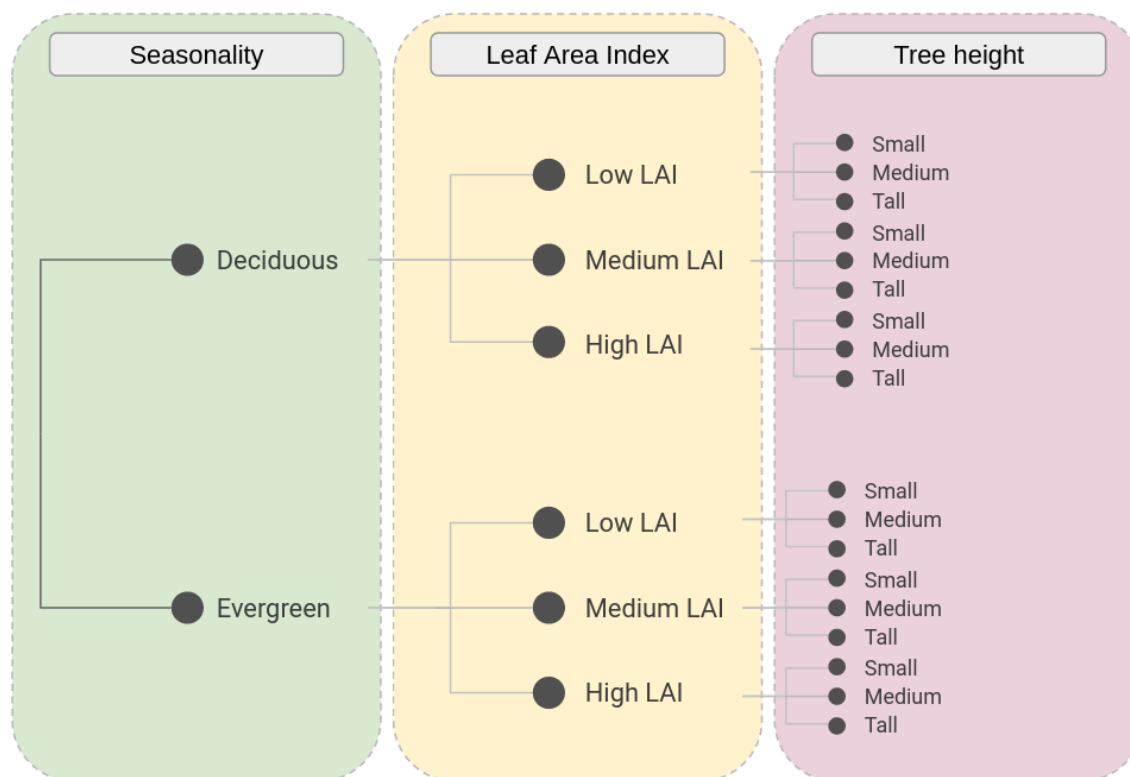 Seasonality
Leaf Area Index
Tree height
Deciduous
Low LAI
Small
Medium
Tall
Medium LAI
Small
Medium
Tall
High LAI
Small
Medium
Tall
Evergreen
Low LAI
Small
Medium
Tall
Medium LAI
Small
Medium
Tall
High LAI
Small
Medium
Tall